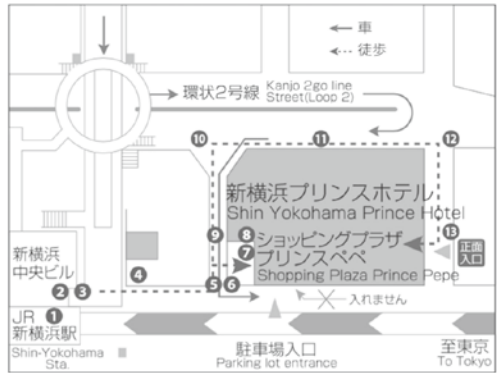 ← 車
←--- 徒歩
環状2号線 Kanjo 2go line
Street(Loop 2)
10
11
12
新横浜プリンスホテル
Shin Yokohama Prince Hotel
9
8
ショッピングプラザ
13
7
プリンスペペ
正面
入口
Shopping Plaza Prince Pepe
新横浜
中央ビル
4
2
3
5
6
入れません
JR
1
新横浜駅
Shin-Yokohama
Sta.
駐車場入口
Parking lot entrance
至東京
To Tokyo